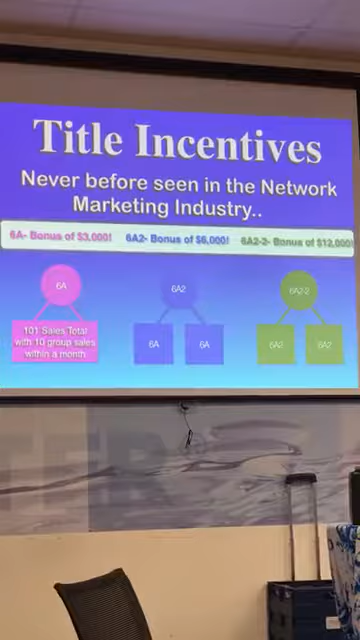 Title Incentives
Never before seen in the Network
Marketing Industry..
6A- Bonus of $3,000! 6A2- Bonus of $6,000! 6A2-2- Bonus of $12,000!
6A 6A2 6A2-2
101 Sales Total
with 10 group sales
within a month
6A 6A 6A2 6A2
TER